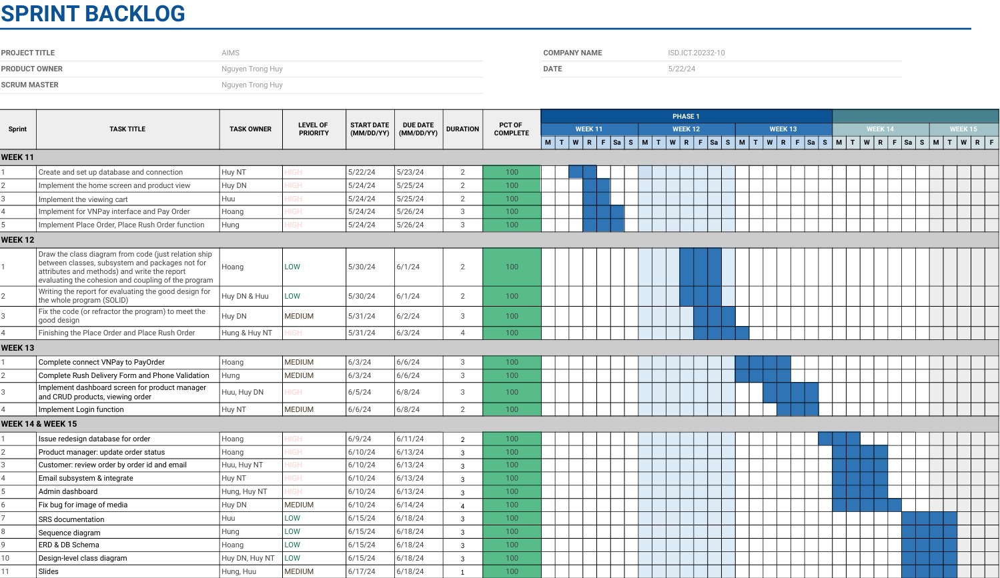 SPRINT BACKLOG
PROJECT TITLE AIMS COMPANY NAME ISD.ICT.20232-10
PRODUCT OWNER Nguyen Trong Huy DATE 5/22/24
SCRUM MASTER Nguyen Trong Huy
PHASE 1
Sprint TASK TITLE TASK OWNER LEVEL OF PRIORITY START DATE (MM/DD/YY) DUE DATE (MM/DD/YY) DURATION PCT OF COMPLETE WEEK 11 WEEK 12 WEEK 13 WEEK 14 WEEK 15
M T W R F Sa S M T W R F Sa S M T W R F Sa S M T W R F Sa S M T W R F
WEEK 11
1 Create and set up database and connection Huy NT HIGH 5/22/24 5/23/24 2 100
2 Implement the home screen and product view Huy DN HIGH 5/24/24 5/25/24 2 100
3 Implement the viewing cart Huu HIGH 5/24/24 5/25/24 2 100
4 Implement for VNPay interface and Pay Order Hoang HIGH 5/24/24 5/26/24 3 100
5 Implement Place Order, Place Rush Order function Hung HIGH 5/24/24 5/26/24 3 100
WEEK 12
Draw the class diagram from code (just relation ship
between classes, subsystem and packages not for
1 attributes and methods) and write the report Hoang LOW 5/30/24 6/1/24 2 100
evaluating the cohesion and coupling of the program
2 Writing the report for evaluating the good design for Huy DN & Huu LOW 5/30/24 6/1/24 2 100
the whole program (SOLID)
3 Fix the code (or refractor the program) to meet the Huy DN MEDIUM 5/31/24 6/2/24 3 100
good design
4 Finishing the Place Order and Place Rush Order Hung & Huy NT HIGH 5/31/24 6/3/24 4 100
WEEK 13
1 Complete connect VNPay to PayOrder Hoang MEDIUM 6/3/24 6/6/24 3 100
2 Complete Rush Delivery Form and Phone Validation Hung MEDIUM 6/3/24 6/6/24 3 100
3 Implement dashboard screen for product manager Huu, Huy DN HIGH 6/5/24 6/8/24 3 100
and CRUD products, viewing order
4 Implement Login function Huy NT MEDIUM 6/6/24 6/8/24 2 100
WEEK 14 & WEEK 15
1 Issue redesign database for order Hoang HIGH 6/9/24 6/11/24 2 100
2 Product manager: update order status Hoang HIGH 6/10/24 6/13/24 3 100
3 Customer: review order by order id and email Huu, Huy NT HIGH 6/10/24 6/13/24 3 100
4 Email subsystem & integrate Huy NT HIGH 6/10/24 6/13/24 3 100
5 Admin dashboard Hung, Huy NT HIGH 6/10/24 6/13/24 3 100
6 Fix bug for image of media Huy DN MEDIUM 6/10/24 6/14/24 4 100
7 SRS documentation Huu LOW 6/15/24 6/18/24 3 100
8 Sequence diagram Hung LOW 6/15/24 6/18/24 3 100
9 ERD & DB Schema Hoang LOW 6/15/24 6/18/24 3 100
10 Design-level class diagram Huy DN, Huy NT LOW 6/15/24 6/18/24 3 100
11 Slides Hung, Huu MEDIUM 6/17/24 6/18/24 1 100